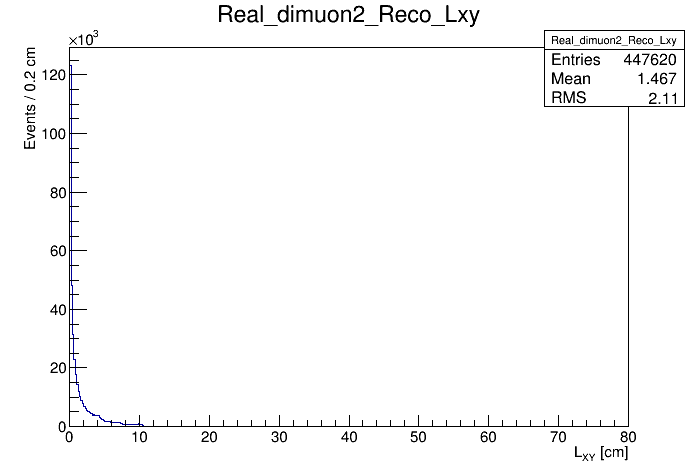 Real_dimuon2_Reco_Lxy
×10³
Real_dimuon2_Reco_Lxy
Entries 447620
Mean 1.467
RMS 2.11
Events / 0.2 cm
120
100
80
60
40
20
0
0 10 20 30 40 50 60 70 80
L_XY [cm]